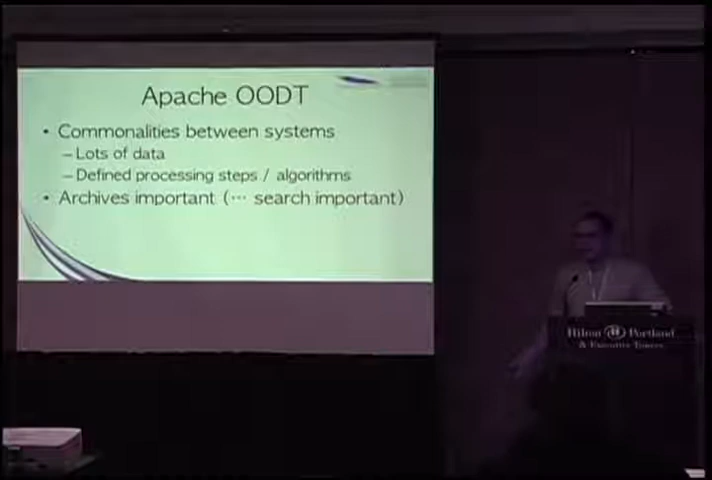 Apache OODT
• Commonalities between systems
– Lots of data
– Defined processing steps / algorithms
• Archives important (… search important)
Hilton Portland
& Executive Tower